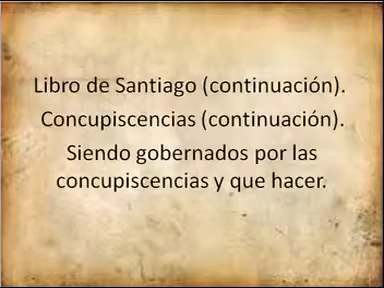 Libro de Santiago (continuación).
Concupiscencias (continuación).
Siendo gobernados por las
concupiscencias y que hacer.